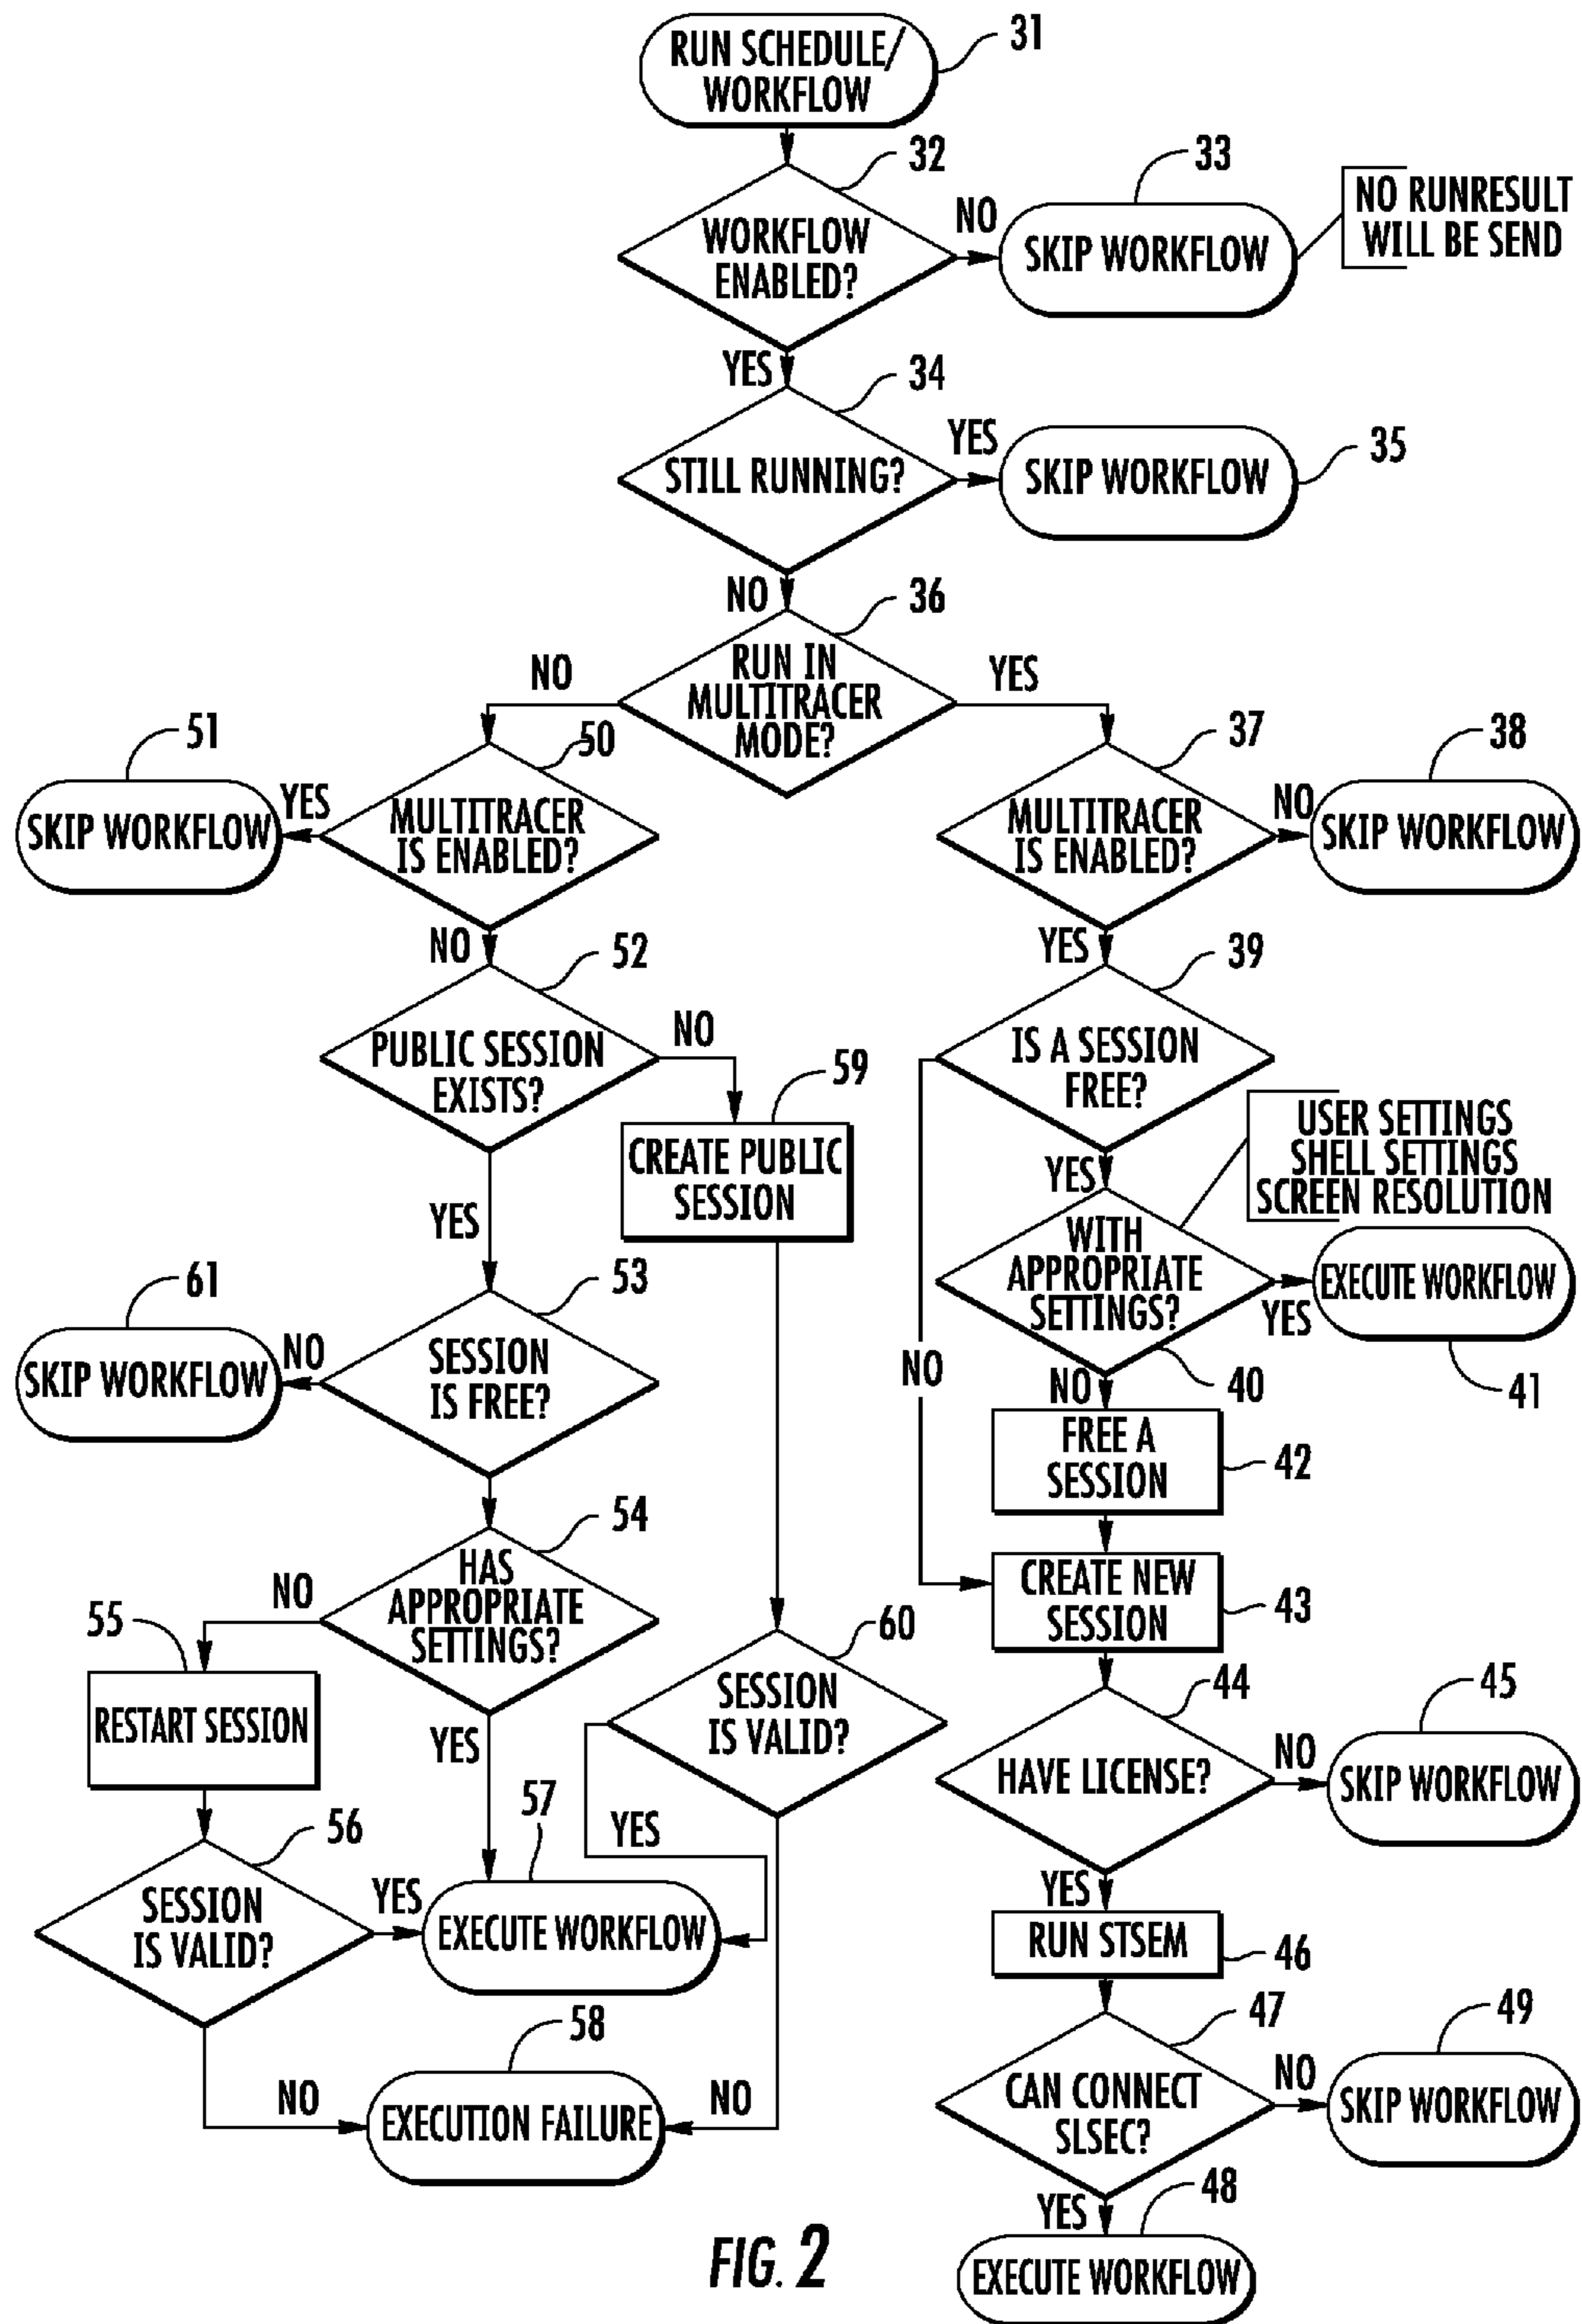 RUN SCHEDULE/
WORKFLOW
31
32
WORKFLOW
ENABLED?
NO
33
SKIP WORKFLOW
NO RUNRESULT
WILL BE SEND
YES
34
STILL RUNNING?
YES
SKIP WORKFLOW
35
NO
36
RUN IN
MULTITRACER
MODE?
NO
YES
51
SKIP WORKFLOW
YES
50
MULTITRACER
IS ENABLED?
37
MULTITRACER
IS ENABLED?
NO
38
SKIP WORKFLOW
NO
52
PUBLIC SESSION
EXISTS?
NO
59
CREATE PUBLIC
SESSION
YES
39
IS A SESSION
FREE?
USER SETTINGS
SHELL SETTINGS
SCREEN RESOLUTION
YES
YES
WITH
APPROPRIATE
SETTINGS?
YES
EXECUTE WORKFLOW
41
40
61
SKIP WORKFLOW
NO
53
SESSION
IS FREE?
NO
NO
FREE A
SESSION
42
54
HAS
APPROPRIATE
SETTINGS?
NO
CREATE NEW
SESSION
43
55
RESTART SESSION
YES
60
SESSION
IS VALID?
44
HAVE LICENSE?
NO
45
SKIP WORKFLOW
56
SESSION
IS VALID?
YES
57
EXECUTE WORKFLOW
YES
YES
RUN STSEM
46
58
NO
EXECUTION FAILURE
NO
47
CAN CONNECT
SLSEC?
NO
49
SKIP WORKFLOW
YES
48
EXECUTE WORKFLOW
FIG. 2